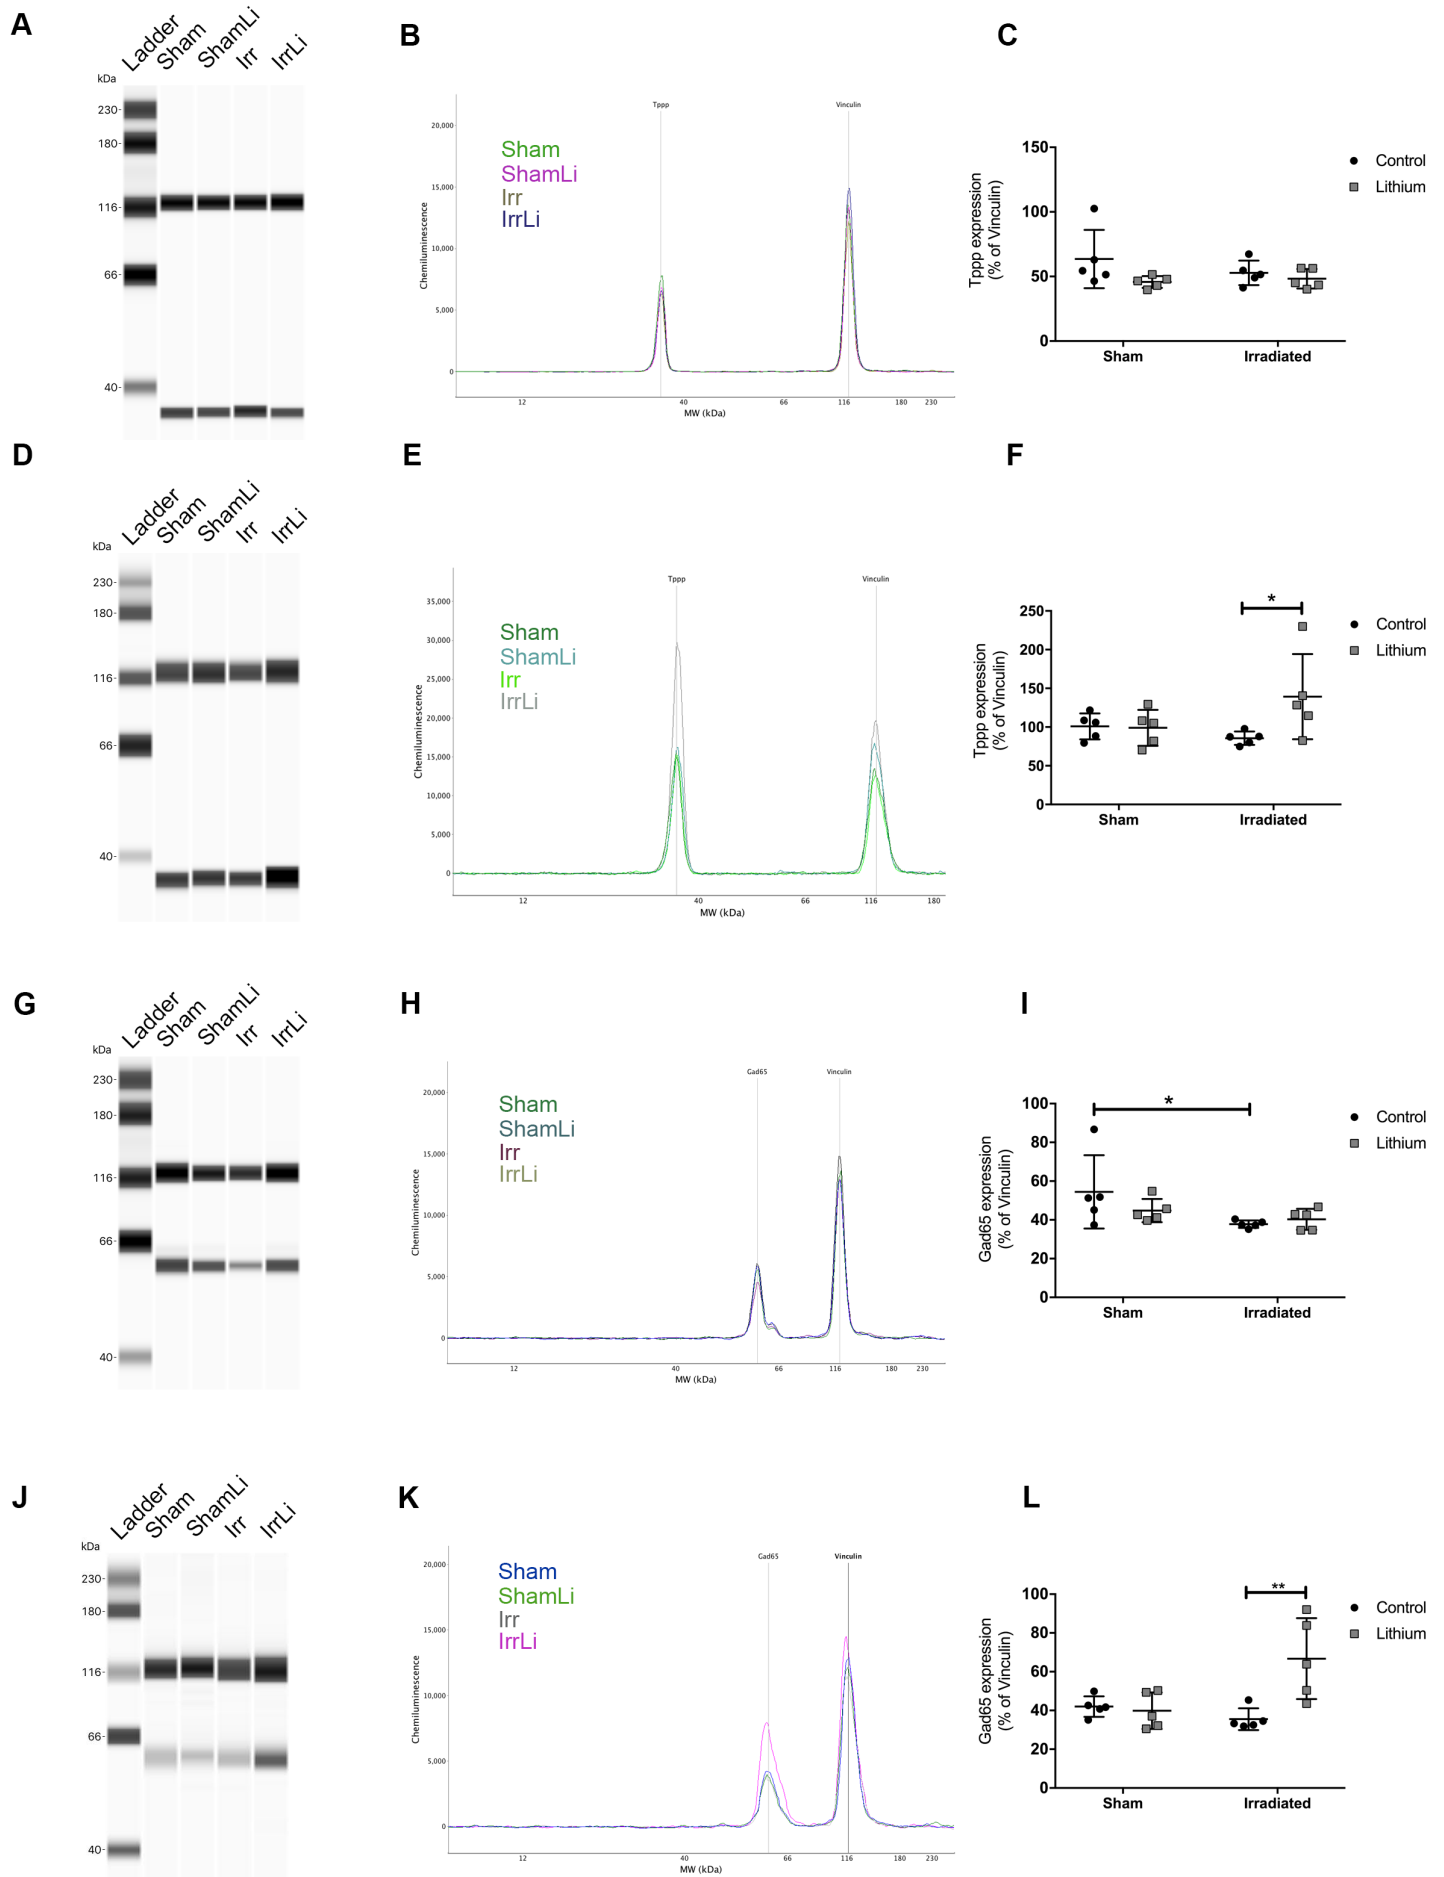 A
Ladder
Sham
ShamLi
Irr
IrrLi
kDa
230-
180-
116-
66-
40-
B
Tppp
Vinculin
Sham
ShamLi
Irr
IrrLi
20,000
15,000
10,000
5,000
0
Chemiluminescence
12
40
66
116
180
230
MW (kDa)
C
Tppp expression
(% of Vinculin)
150
100
50
0
Sham
Irradiated
Control
Lithium
D
Ladder
Sham
ShamLi
Irr
IrrLi
kDa
230-
180-
116-
66-
40-
E
Tppp
Vinculin
Sham
ShamLi
Irr
IrrLi
35,000
30,000
25,000
20,000
15,000
10,000
5,000
0
Chemiluminescence
12
40
66
116
180
MW (kDa)
F
Tppp expression
(% of Vinculin)
250
200
150
100
50
0
*
Sham
Irradiated
Control
Lithium
G
Ladder
Sham
ShamLi
Irr
IrrLi
kDa
230-
180-
116-
66-
40-
H
Gad65
Vinculin
Sham
ShamLi
Irr
IrrLi
20,000
15,000
10,000
5,000
0
Chemiluminescence
12
40
66
116
180
230
MW (kDa)
I
Gad65 expression
(% of Vinculin)
100
80
60
40
20
0
*
Sham
Irradiated
Control
Lithium
J
Ladder
Sham
ShamLi
Irr
IrrLi
kDa
230-
180-
116-
66-
40-
K
Gad65
Vinculin
Sham
ShamLi
Irr
IrrLi
20,000
15,000
10,000
5,000
0
Chemiluminescence
12
40
66
116
180
230
MW (kDa)
L
Gad65 expression
(% of Vinculin)
100
80
60
40
20
0
**
Sham
Irradiated
Control
Lithium